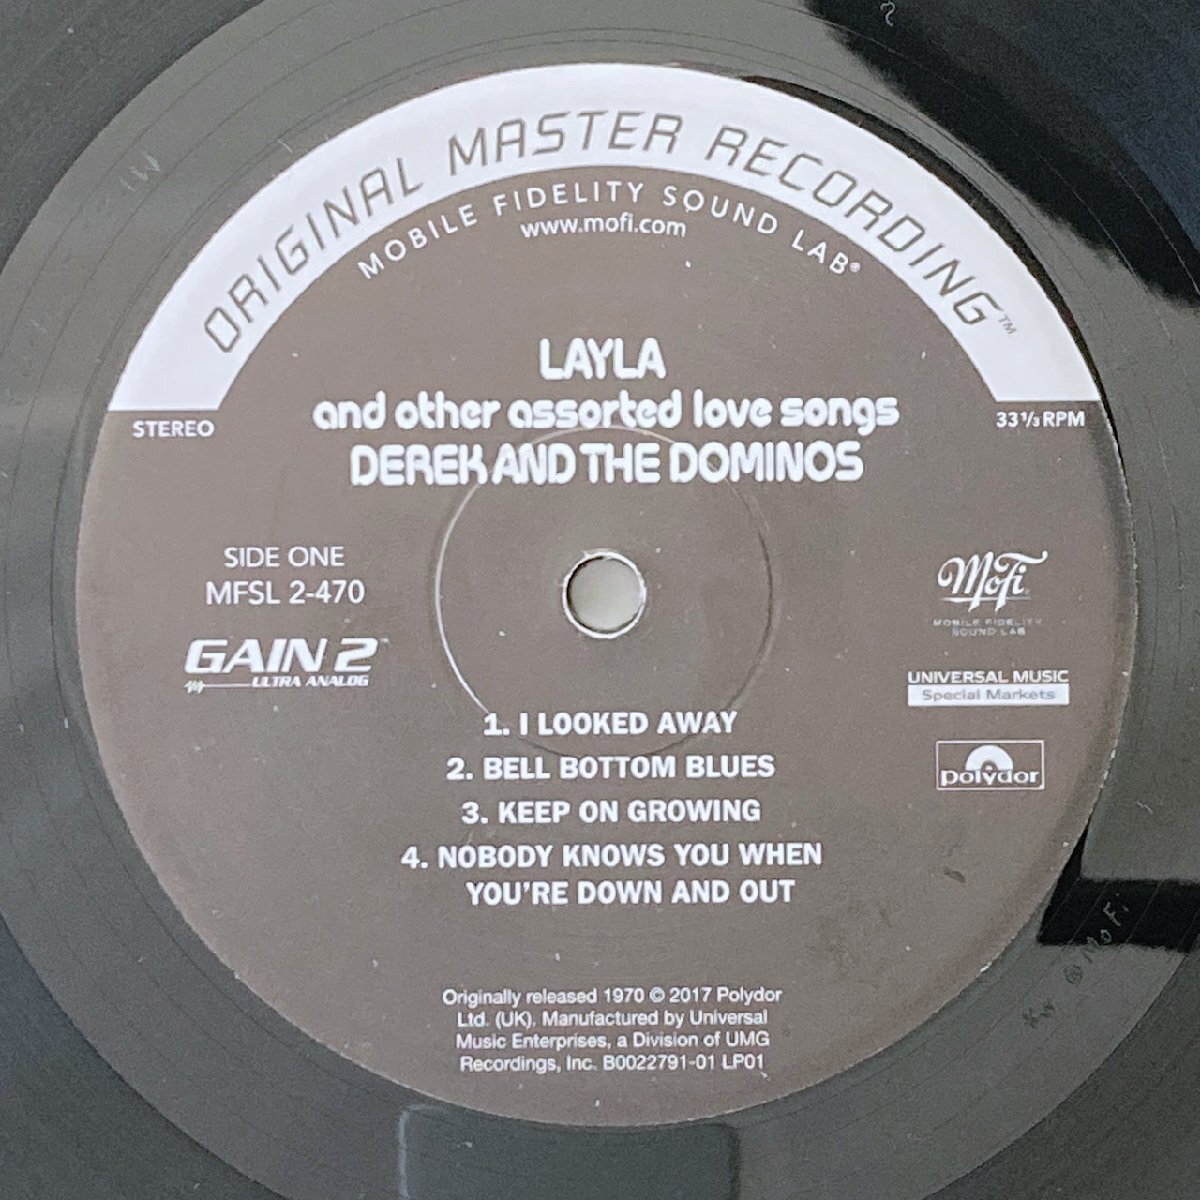 ORIGINAL MASTER RECORDING™
MOBILE FIDELITY SOUND LAB®
www.mofi.com
LAYLA
and other assorted love songs
DEREK AND THE DOMINOS
STEREO
33 1/3 RPM
SIDE ONE
MFSL 2-470
GAIN 2™
ULTRA ANALOG
MoFi®
MOBILE FIDELITY
SOUND LAB
UNIVERSAL MUSIC
Special Markets
polydor
1. I LOOKED AWAY
2. BELL BOTTOM BLUES
3. KEEP ON GROWING
4. NOBODY KNOWS YOU WHEN
YOU'RE DOWN AND OUT
Originally released 1970 © 2017 Polydor
Ltd. (UK), Manufactured by Universal
Music Enterprises, a Division of UMG
Recordings, Inc. B0022791-01 LP01
KW @ MoFi